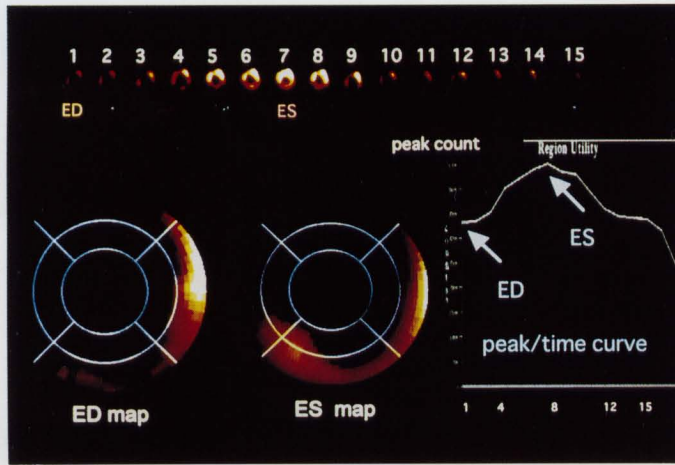 1 2 3 4 5 6 7 8 9 10 11 12 13 14 15
ED ES
peak count
Region Utility
ES
ED
peak/time curve
ED map
ES map
1 4 8 12 15